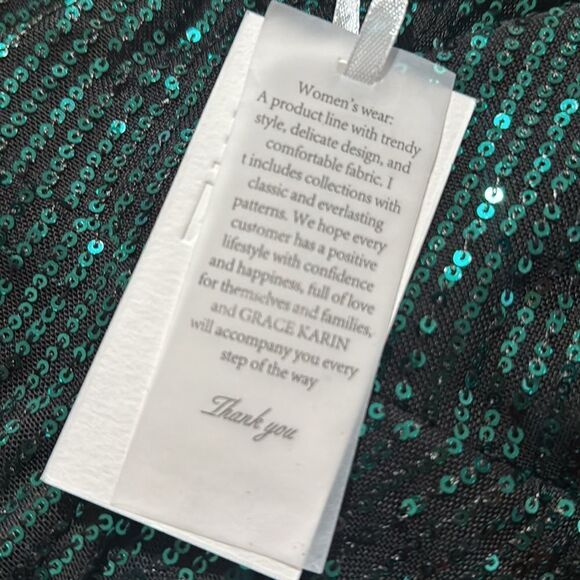 Women's wear:
A product line with trendy
style, delicate design, and
comfortable fabric. I
t includes collections with
classic and everlasting
patterns. We hope every
customer has a positive
lifestyle with confidence
and happiness, full of love
for themselves and families,
and GRACE KARIN
will accompany you every
step of the way
Thank you